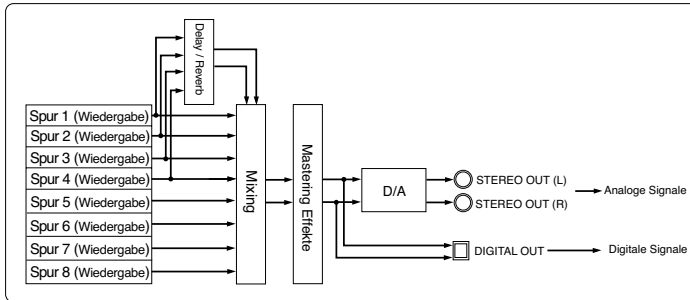 Delay / Reverb
Spur 1 (Wiedergabe)
Spur 2 (Wiedergabe)
Spur 3 (Wiedergabe)
Spur 4 (Wiedergabe)
Spur 5 (Wiedergabe)
Spur 6 (Wiedergabe)
Spur 7 (Wiedergabe)
Spur 8 (Wiedergabe)
Mixing
Mastering Effekte
D/A
STEREO OUT (L)
STEREO OUT (R)
Analoge Signale
DIGITAL OUT
Digitale Signale